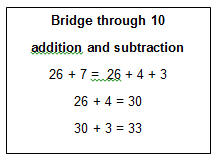 Bridge through 10
addition and subtraction
26 + 7 = 26 + 4 + 3
26 + 4 = 30
30 + 3 = 33